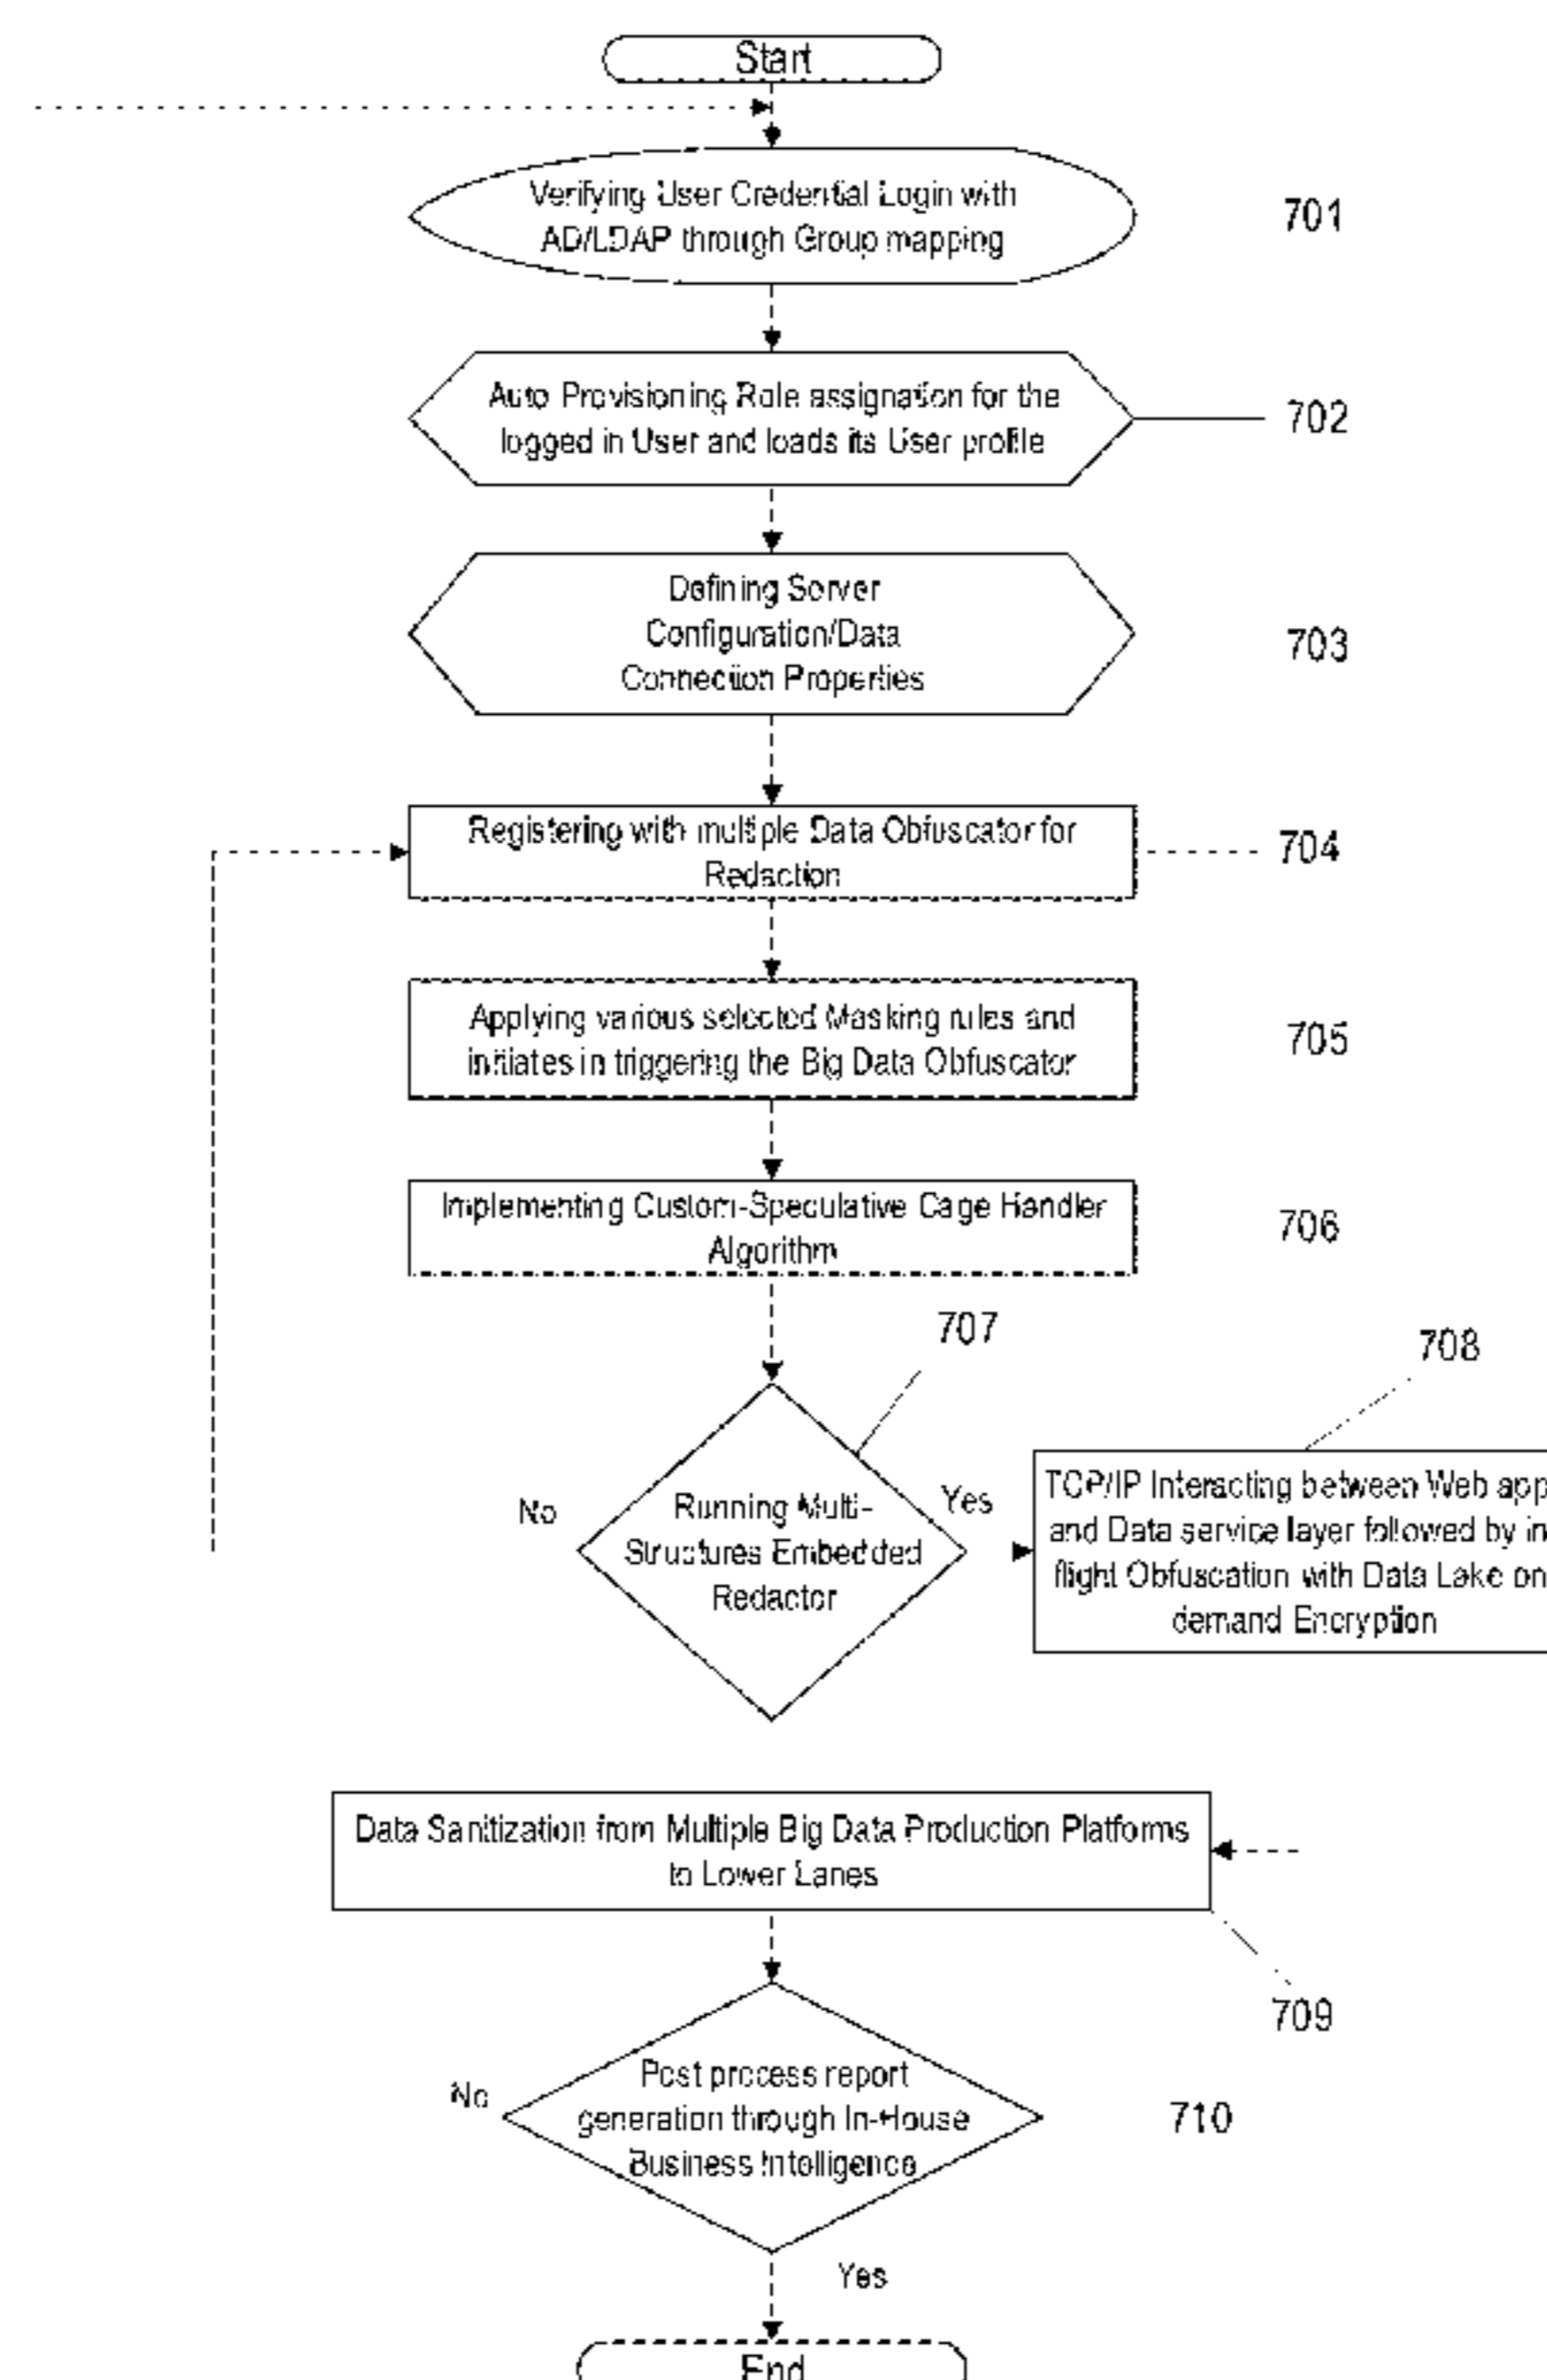 Start
Verifying User Credential Login with
AD/LDAP through Group mapping
701
Auto Provisioning Role assignation for the
logged in User and loads its User profile
702
Defining Server
Configuration/Data
Connection Properties
703
Registering with multiple Data Obfuscator for
Redaction
704
Applying various selected Masking rules and
initiates in triggering the Big Data Obfuscator
705
Implementing Custom-Speculative Cage Handler
Algorithm
706
707
708
No
Running Multi-
Structures Embedded
Redactor
Yes
TCP/IP Interacting between Web app
and Data service layer followed by in
flight Obfuscation with Data Lake on
demand Encryption
Data Sanitization from Multiple Big Data Production Platforms
to Lower Lanes
709
No
Post process report
generation through In-House
Business Intelligence
710
Yes
End